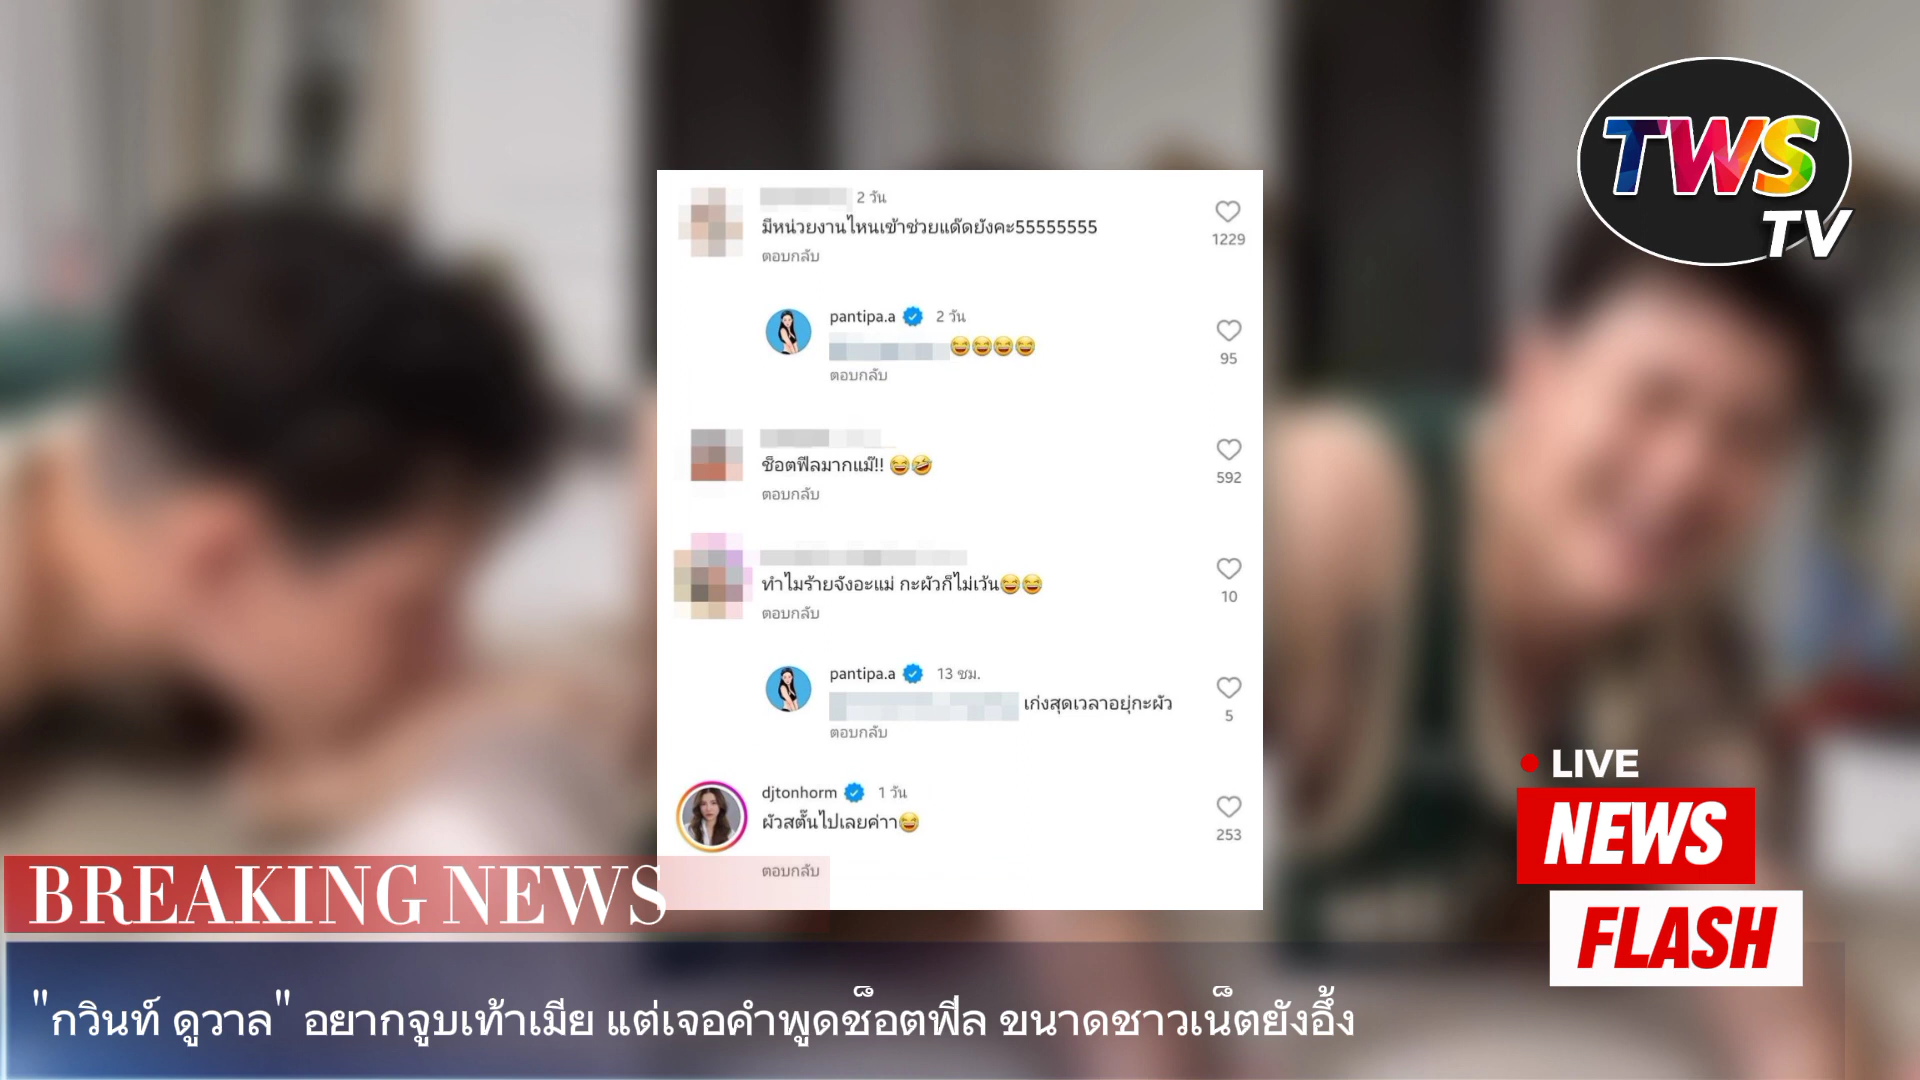 TWS
TV
2 วัน
1229
มีหน่วยงานไหนเข้าช่วยแด๊ดยังคะ55555555
ตอบกลับ
pantipa.a 2 วัน
😆😆😆😆
95
ตอบกลับ
ช็อตฟีลมากแม๊!! 😆🤣
592
ตอบกลับ
ทำไมร้ายจังอะแม่ กะผัวก็ไม่เว้น😆😆
10
ตอบกลับ
pantipa.a 13 ชม.
เก่งสุดเวลาอยุ่กะผัว
5
ตอบกลับ
djtonhorm 1 วัน
ผัวสตั๊นไปเลยค่าา😆
253
ตอบกลับ
LIVE
NEWS
FLASH
BREAKING NEWS
"กวินท์ ดูวาล" อยากจูบเท้าเมีย แต่เจอคำพูดช็อตฟีล ขนาดชาวเน็ตยังอึ้ง